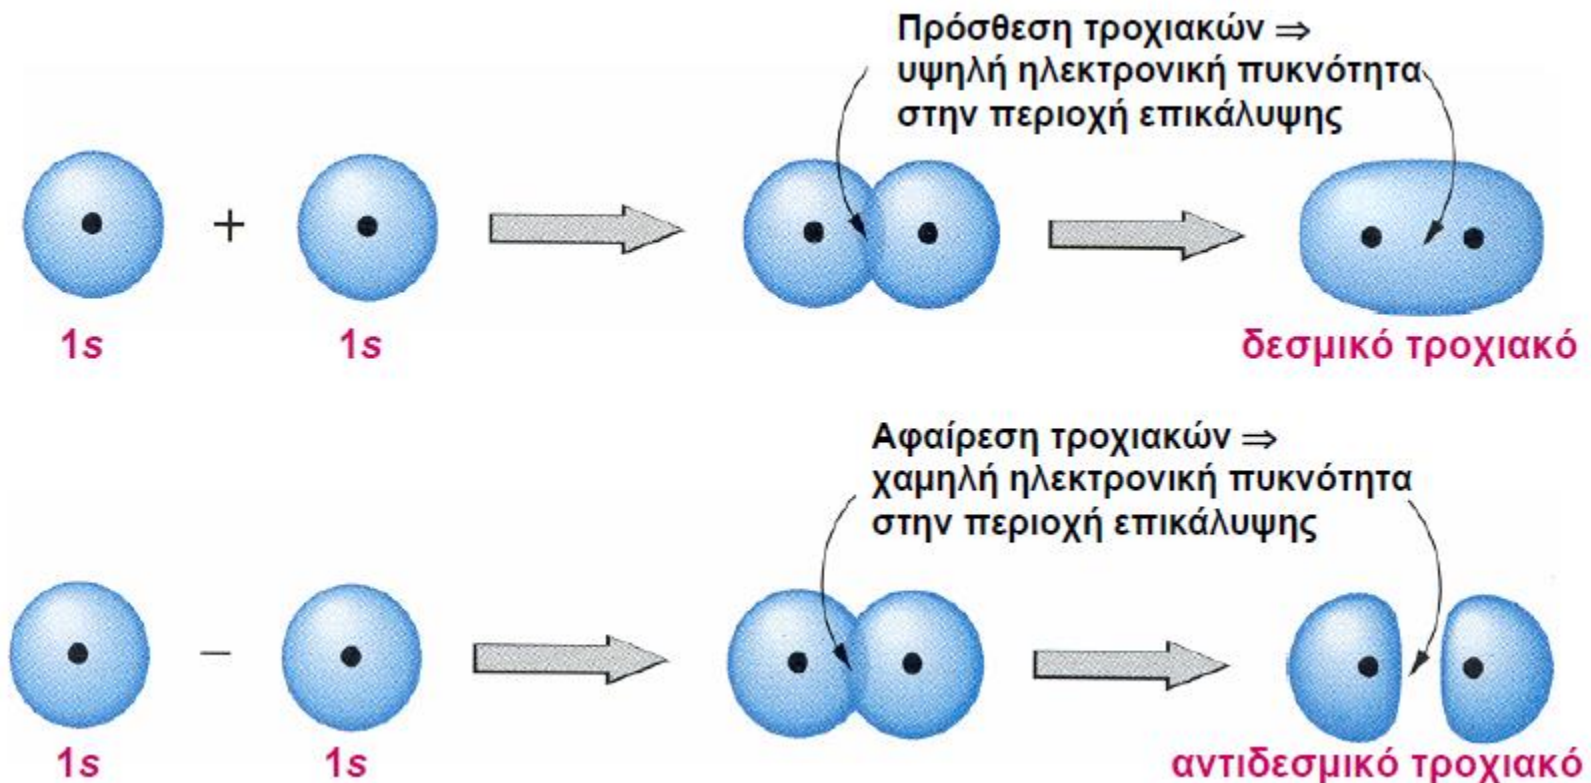 Πρόσθεση τροχιακών ⇒
υψηλή ηλεκτρονική πυκνότητα
στην περιοχή επικάλυψης
+
1s
1s
δεσμικό τροχιακό
Αφαίρεση τροχιακών ⇒
χαμηλή ηλεκτρονική πυκνότητα
στην περιοχή επικάλυψης
–
1s
1s
αντιδεσμικό τροχιακό